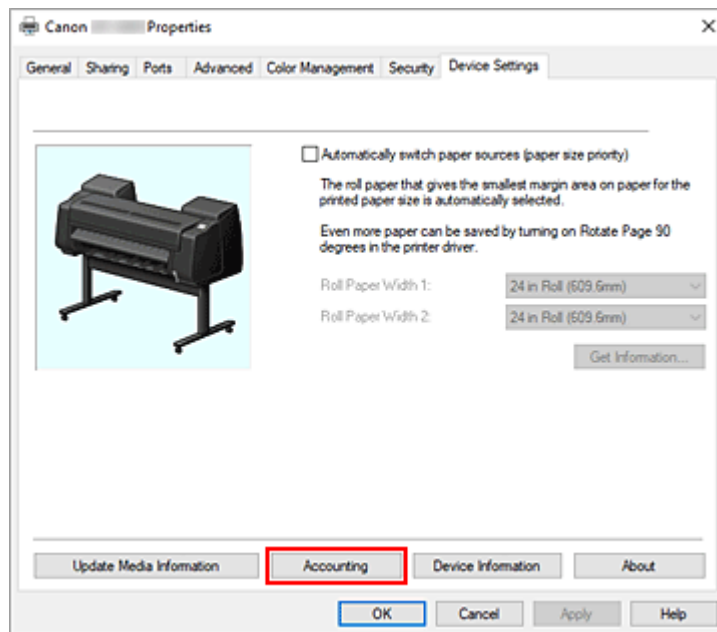 Canon Properties
General Sharing Ports Advanced Color Management Security Device Settings
Automatically switch paper sources (paper size priority)
The roll paper that gives the smallest margin area on paper for the
printed paper size is automatically selected.
Even more paper can be saved by turning on Rotate Page 90
degrees in the printer driver.
Roll Paper Width 1: 24 in Roll (609.6mm)
Roll Paper Width 2: 24 in Roll (609.6mm)
Get Information...
Update Media Information Accounting Device Information About
OK Cancel Apply Help